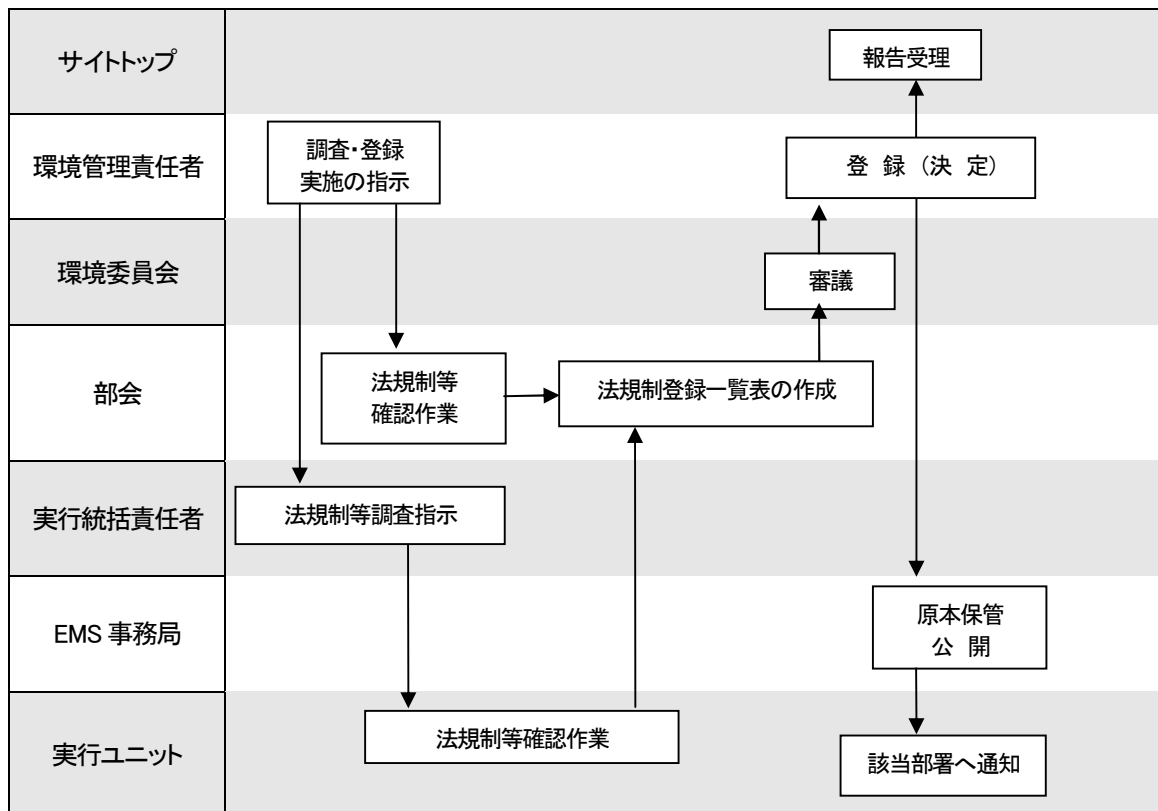 サイトトップ
報告受理
環境管理責任者
調査・登録
実施の指示
登 録 (決 定)
環境委員会
審議
部会
法規制等
確認作業
法規制登録一覧表の作成
実行統括責任者
法規制等調査指示
EMS 事務局
原本保管
公 開
実行ユニット
法規制等確認作業
該当部署へ通知